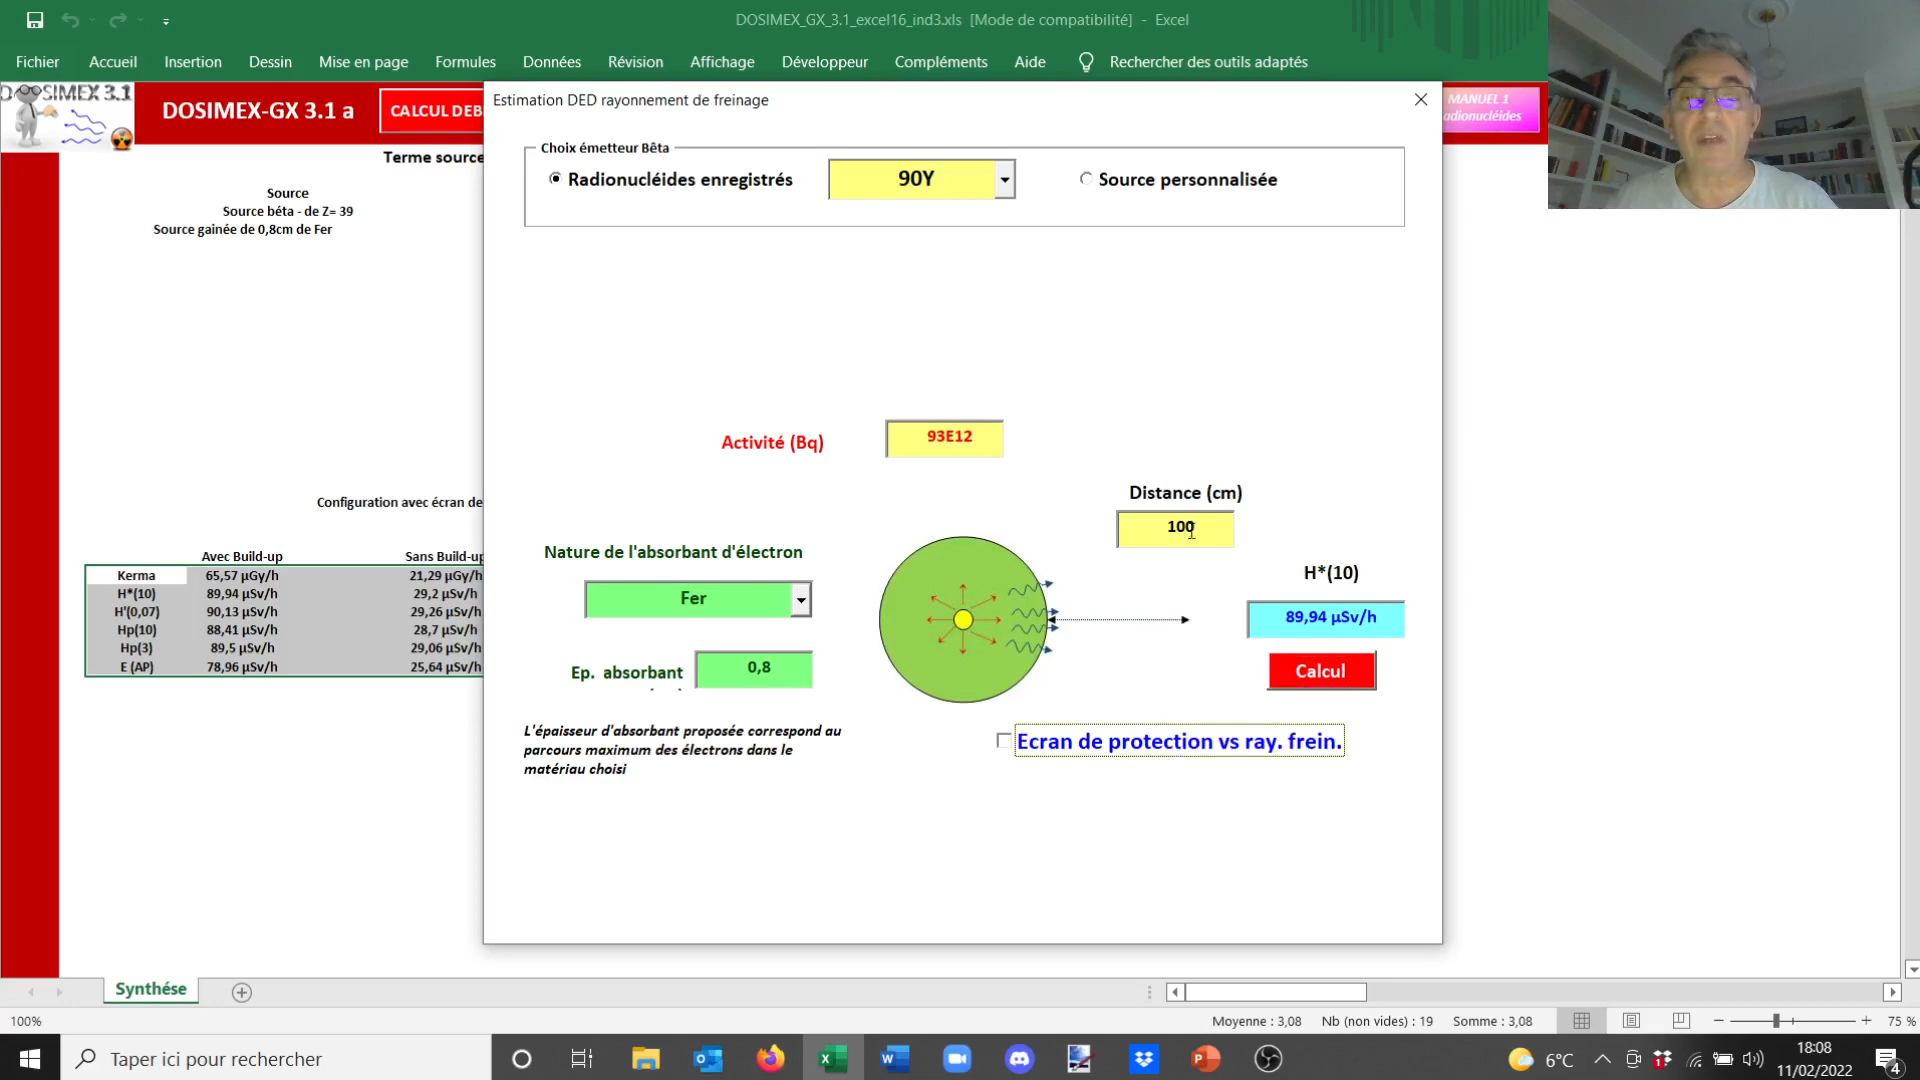 DOSIMEX_GX_3.1_excel16_ind3.xls [Mode de compatibilité] - Excel
Fichier Accueil Insertion Dessin Mise en page Formules Données Révision Affichage Développeur Compléments Aide Rechercher des outils adaptés
DOSIMEX 3.1
DOSIMEX-GX 3.1 a
CALCUL DEB
Estimation DED rayonnement de freinage
MANUEL 1
adionucléides
Terme source
Source
Source béta - de Z= 39
Source gainée de 0,8cm de Fer
Choix émetteur Bêta
Radionucléides enregistrés
90Y
Source personnalisée
Activité (Bq)
93E12
Distance (cm)
100
Configuration avec écran de
Avec Build-up Sans Build-up
Kerma 65,57 µGy/h 21,29 µGy/h
H*(10) 89,94 µSv/h 29,2 µSv/h
H'(0,07) 90,13 µSv/h 29,26 µSv/h
Hp(10) 88,41 µSv/h 28,7 µSv/h
Hp(3) 89,5 µSv/h 29,06 µSv/h
E (AP) 78,96 µSv/h 25,64 µSv/h
Nature de l'absorbant d'électron
Fer
H*(10)
89,94 µSv/h
Calcul
Ep. absorbant
0,8
L'épaisseur d'absorbant proposée correspond au
parcours maximum des électrons dans le
matériau choisi
Ecran de protection vs ray. frein.
Synthése
100%
Moyenne : 3,08 Nb (non vides) : 19 Somme : 3,08
75 %
Taper ici pour rechercher
6°C
18:08
11/02/2022
4